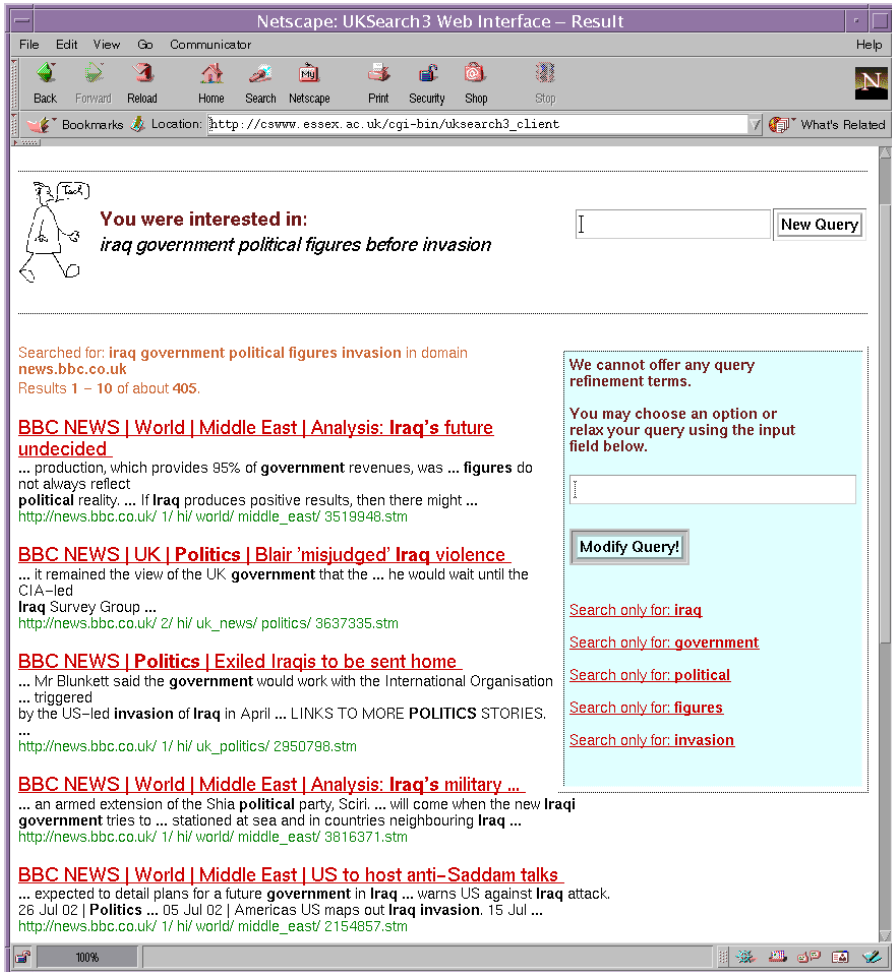 Netscape: UKSearch3 Web Interface – Result
File Edit View Go Communicator Help
My
Back Forward Reload Home Search Netscape Print Security Shop Stop
N
Bookmarks Location: http://cswww.essex.ac.uk/cgi-bin/uksearch3_client What's Related
You were interested in:
iraq government political figures before invasion
New Query
Searched for: iraq government political figures invasion in domain
news.bbc.co.uk
Results 1 – 10 of about 405.
BBC NEWS | World | Middle East | Analysis: Iraq's future
undecided
... production, which provides 95% of government revenues, was ... figures do
not always reflect
political reality. ... If Iraq produces positive results, then there might ...
http://news.bbc.co.uk/ 1/ hi/ world/ middle_east/ 3519948.stm
BBC NEWS | UK | Politics | Blair 'misjudged' Iraq violence
... it remained the view of the UK government that the ... he would wait until the
CIA–led
Iraq Survey Group ...
http://news.bbc.co.uk/ 2/ hi/ uk_news/ politics/ 3637335.stm
BBC NEWS | Politics | Exiled Iraqis to be sent home
... Mr Blunkett said the government would work with the International Organisation
... triggered
by the US–led invasion of Iraq in April ... LINKS TO MORE POLITICS STORIES.
...
http://news.bbc.co.uk/ 1/ hi/ uk_politics/ 2950798.stm
BBC NEWS | World | Middle East | Analysis: Iraq's military ...
... an armed extension of the Shia political party, Sciri. ... will come when the new Iraqi
government tries to ... stationed at sea and in countries neighbouring Iraq ...
http://news.bbc.co.uk/ 1/ hi/ world/ middle_east/ 3816371.stm
BBC NEWS | World | Middle East | US to host anti–Saddam talks
... expected to detail plans for a future government in Iraq ... warns US against Iraq attack.
26 Jul 02 | Politics ... 05 Jul 02 | Americas US maps out Iraq invasion. 15 Jul ...
http://news.bbc.co.uk/ 1/ hi/ world/ middle_east/ 2154857.stm
We cannot offer any query
refinement terms.
You may choose an option or
relax your query using the input
field below.
Modify Query!
Search only for: iraq
Search only for: government
Search only for: political
Search only for: figures
Search only for: invasion
100%